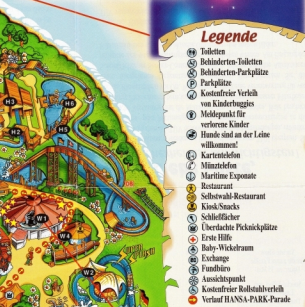 Legende
Toiletten
Behinderten-Toiletten
Behinderten-Parkplätze
Parkplätze
Kostenfreier Verleih
von Kinderbuggies
Meldepunkt für
verlorene Kinder
Hunde sind an der Leine
willkommen!
Kartentelefon
Münztelefon
Maritime Exponate
Restaurant
Selbstwahl-Restaurant
Kiosk/Snacks
Schließfächer
Überdachte Picknickplätze
Erste Hilfe
Baby-Wickelraum
Exchange
Fundbüro
Aussichtspunkt
Kostenfreier Rollstuhlverleih
Verlauf HANSA-PARK-Parade
H3
H6
H2
H5
W1
W4
W2